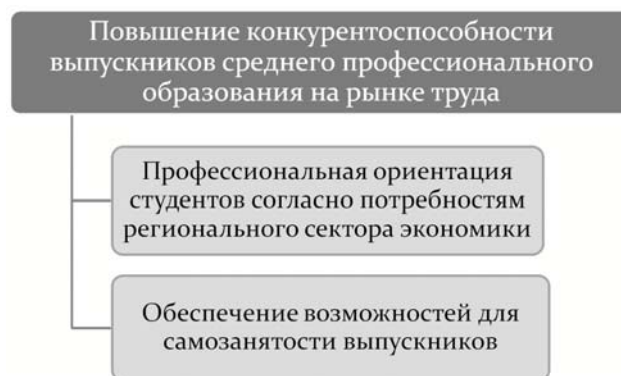 Повышение конкурентоспособности
выпускников среднего профессионального
образования на рынке труда
Профессиональная ориентация
студентов согласно потребностям
регионального сектора экономики
Обеспечение возможностей для
самозанятости выпускников